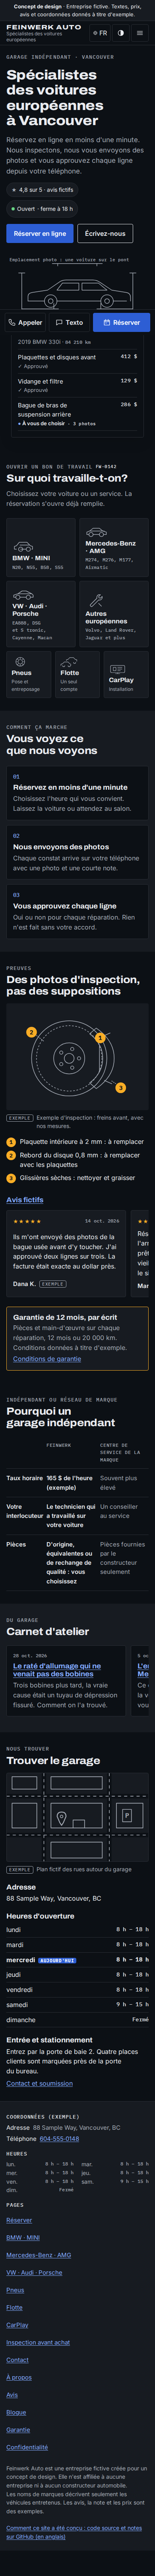 Concept de design · Entreprise fictive. Textes, prix,
avis et coordonnées donnés à titre d'exemple.
FEINWERK AUTO
Spécialistes des voitures
européennes
FR
GARAGE INDÉPENDANT · VANCOUVER
Spécialistes
des voitures
européennes
à Vancouver
Réservez en ligne en moins d'une minute.
Nous inspectons, nous vous envoyons des
photos et vous approuvez chaque ligne
depuis votre téléphone.
★ 4,8 sur 5 · avis fictifs
Ouvert · ferme à 18 h
Réserver en ligne
Écrivez-nous
Emplacement photo : une voiture sur le pont
Appeler
Texto
Réserver
2019 BMW 330i · 84 210 km
Plaquettes et disques avant
412 $
✓ Approuvé
Vidange et filtre
129 $
✓ Approuvé
Bague de bras de
suspension arrière
286 $
● À vous de choisir · 3 photos
OUVRIR UN BON DE TRAVAIL FW-0142
Sur quoi travaille-t-on?
Choisissez votre voiture ou un service. La
réservation s'ouvre déjà remplie.
BMW · MINI
N20, N55, B58, S55
Mercedes-Benz
· AMG
M274, M276, M177,
Airmatic
VW · Audi ·
Porsche
EA888, DSG
et S tronic,
Cayenne, Macan
Autres
européennes
Volvo, Land Rover,
Jaguar et plus
Pneus
Pose et
entreposage
Flotte
Un seul
compte
CarPlay
Installation
COMMENT ÇA MARCHE
Vous voyez ce
que nous voyons
01
Réservez en moins d'une minute
Choisissez l'heure qui vous convient.
Laissez la voiture ou attendez au salon.
02
Nous envoyons des photos
Chaque constat arrive sur votre téléphone
avec une photo et une courte note.
03
Vous approuvez chaque ligne
Oui ou non pour chaque réparation. Rien
n'est fait sans votre accord.
PREUVES
Des photos d'inspection,
pas des suppositions
1
2
3
EXEMPLE
Exemple d'inspection : freins avant, avec
nos mesures.
1 Plaquette intérieure à 2 mm : à remplacer
2 Rebord du disque 0,8 mm : à remplacer
avec les plaquettes
3 Glissières sèches : nettoyer et graisser
Avis fictifs
★★★★★
14 oct. 2024
Ils m'ont envoyé des photos de la
bague usée avant d'y toucher. J'ai
approuvé deux lignes sur trois. La
facture était exacte au dollar près.
Dana K. EXEMPLE
Garantie de 12 mois, par écrit
Pièces et main-d'œuvre sur chaque
réparation, 12 mois ou 20 000 km.
Conditions données à titre d'exemple.
Conditions de garantie
INDÉPENDANT OU RÉSEAU DE MARQUE
Pourquoi un
garage indépendant
FEINWERK
CENTRE DE
SERVICE DE LA
MARQUE
Taux horaire
165 $ de l'heure
(exemple)
Souvent plus
élevé
Votre
interlocuteur
Le technicien qui
a travaillé sur
votre voiture
Un conseiller
au service
Pièces
D'origine,
équivalentes ou
de rechange de
qualité : vous
choisissez
Pièces fournies
par le
constructeur
seulement
DU GARAGE
Carnet d'atelier
Le raté d'allumage qui ne
venait pas des bobines
Trois bobines plus tard, la vraie
cause était un tuyau de dépression
fissuré. Comment on l'a trouvé.
NOUS TROUVER
Trouver le garage
P
EXEMPLE
Plan fictif des rues autour du garage
Adresse
88 Sample Way, Vancouver, BC
Heures d'ouverture
lundi 8 h – 18 h
mardi 8 h – 18 h
mercredi AUJOURD'HUI 8 h – 18 h
jeudi 8 h – 18 h
vendredi 8 h – 18 h
samedi 9 h – 15 h
dimanche Fermé
Entrée et stationnement
Entrez par la porte de baie 2. Quatre places
clients sont marquées près de la porte
du bureau.
Contact et soumission
COORDONNÉES (EXEMPLE)
Adresse 88 Sample Way, Vancouver, BC
Téléphone 604-555-0148
HEURES
lun. 8 h – 18 h
mar. 8 h – 18 h
mer. 8 h – 18 h
jeu. 8 h – 18 h
ven. 8 h – 18 h
sam. 9 h – 15 h
dim. Fermé
PAGES
Réserver
BMW · MINI
Mercedes-Benz · AMG
VW · Audi · Porsche
Pneus
Flotte
CarPlay
Inspection avant achat
Contact
À propos
Avis
Blogue
Garantie
Confidentialité
Feinwerk Auto est une entreprise fictive créée pour un
concept de design. Elle n'est affiliée à aucune
entreprise ni à aucun constructeur automobile.
Les noms de marques décrivent seulement les
véhicules entretenus. Les avis, la note et les prix sont
des exemples.
Comment ce site a été conçu : code source et notes
sur GitHub (en anglais)